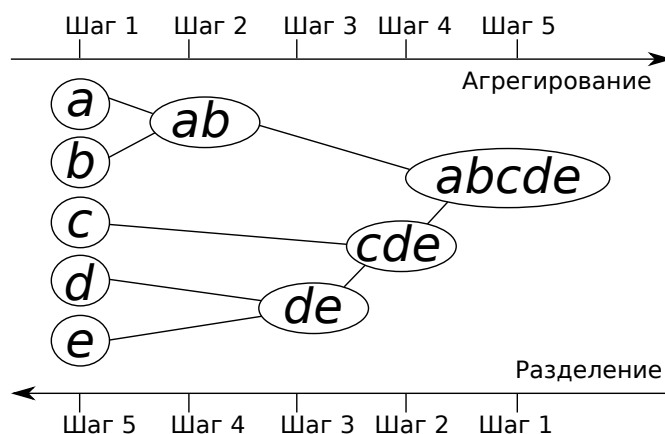 Шаг 1 Шаг 2 Шаг 3 Шаг 4 Шаг 5
Агрегирование
a
ab
b
abcde
c
cde
d
de
e
Разделение
Шаг 5 Шаг 4 Шаг 3 Шаг 2 Шаг 1